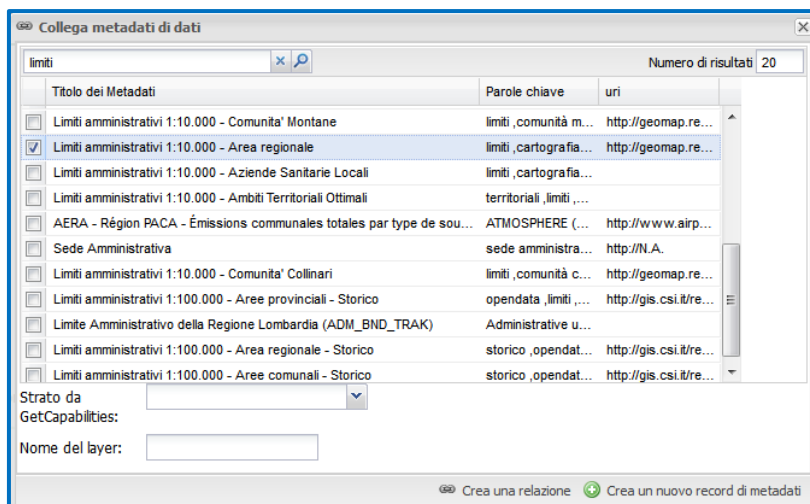 Collega metadati di dati
limiti Numero di risultati 20
Titolo dei Metadati Parole chiave uri
Limiti amministrativi 1:10.000 - Comunita' Montane limiti ,comunità m... http://geomap.re...
Limiti amministrativi 1:10.000 - Area regionale limiti ,cartografia... http://geomap.re...
Limiti amministrativi 1:10.000 - Aziende Sanitarie Locali limiti ,cartografia...
Limiti amministrativi 1:10.000 - Ambiti Territoriali Ottimali territoriali ,limiti ,...
AERA - Région PACA - Émissions communales totales par type de sou... ATMOSPHERE (... http://www.airp...
Sede Amministrativa sede amministra... http://N.A.
Limiti amministrativi 1:10.000 - Comunita' Collinari limiti ,comunità c... http://geomap.re...
Limiti amministrativi 1:100.000 - Aree provinciali - Storico opendata ,limiti ,... http://gis.csi.it/re...
Limite Amministrativo della Regione Lombardia (ADM_BND_TRAK) Administrative u...
Limiti amministrativi 1:100.000 - Area regionale - Storico storico ,opendat... http://gis.csi.it/re...
Limiti amministrativi 1:100.000 - Aree comunali - Storico storico ,opendat... http://gis.csi.it/re...
Strato da
GetCapabilities:
Nome del layer:
Crea una relazione Crea un nuovo record di metadati